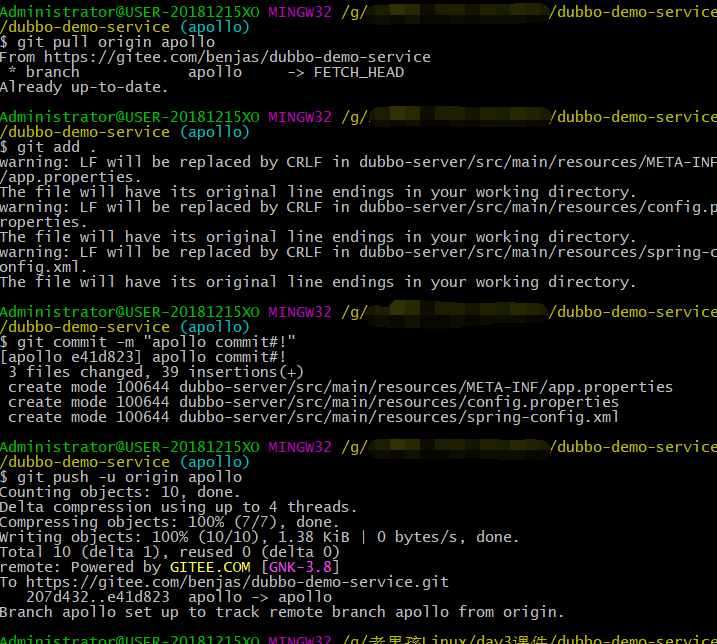 Administrator@USER-20181215XO MINGW32 /g/ /dubbo-demo-service
/dubbo-demo-service (apollo)
$ git pull origin apollo
From https://gitee.com/benjas/dubbo-demo-service
 * branch            apollo     -> FETCH_HEAD
Already up-to-date.
Administrator@USER-20181215XO MINGW32 /g/ /dubbo-demo-service
/dubbo-demo-service (apollo)
$ git add .
warning: LF will be replaced by CRLF in dubbo-server/src/main/resources/META-INF
/app.properties.
The file will have its original line endings in your working directory.
warning: LF will be replaced by CRLF in dubbo-server/src/main/resources/config.p
roperties.
The file will have its original line endings in your working directory.
warning: LF will be replaced by CRLF in dubbo-server/src/main/resources/spring-c
onfig.xml.
The file will have its original line endings in your working directory.
Administrator@USER-20181215XO MINGW32 /g/ /dubbo-demo-service
/dubbo-demo-service (apollo)
$ git commit -m "apollo commit#!"
[apollo e41d823] apollo commit#!
 3 files changed, 39 insertions(+)
 create mode 100644 dubbo-server/src/main/resources/META-INF/app.properties
 create mode 100644 dubbo-server/src/main/resources/config.properties
 create mode 100644 dubbo-server/src/main/resources/spring-config.xml
Administrator@USER-20181215XO MINGW32 /g/ /dubbo-demo-service
/dubbo-demo-service (apollo)
$ git push -u origin apollo
Counting objects: 10, done.
Delta compression using up to 4 threads.
Compressing objects: 100% (7/7), done.
Writing objects: 100% (10/10), 1.38 KiB | 0 bytes/s, done.
Total 10 (delta 1), reused 0 (delta 0)
remote: Powered by GITEE.COM [GNK-3.8]
To https://gitee.com/benjas/dubbo-demo-service.git
   207d432..e41d823  apollo -> apollo
Branch apollo set up to track remote branch apollo from origin.
Administrator@USER-20181215XO MINGW32 /g/老男孩Linux/day3课件/dubbo-demo-service